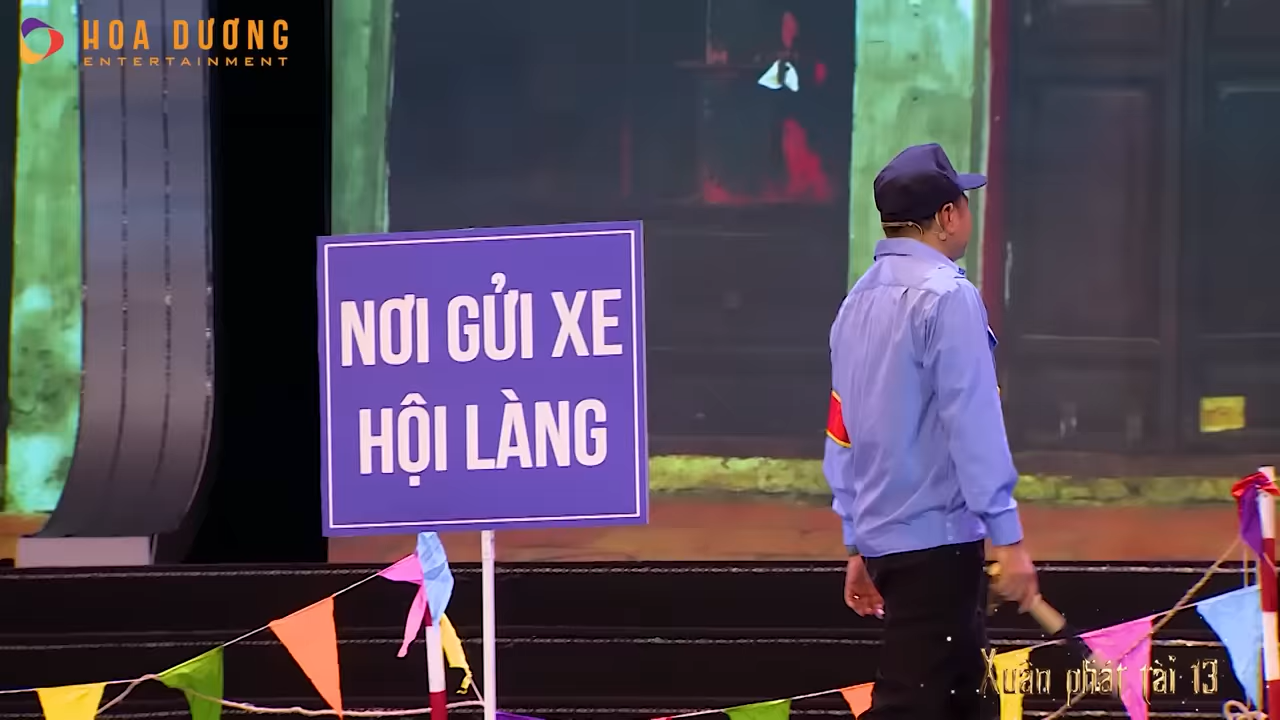 HOA DƯƠNG
ENTERTAINMENT
NƠI GỬI XE
HỘI LÀNG
Xuân phát tài 13